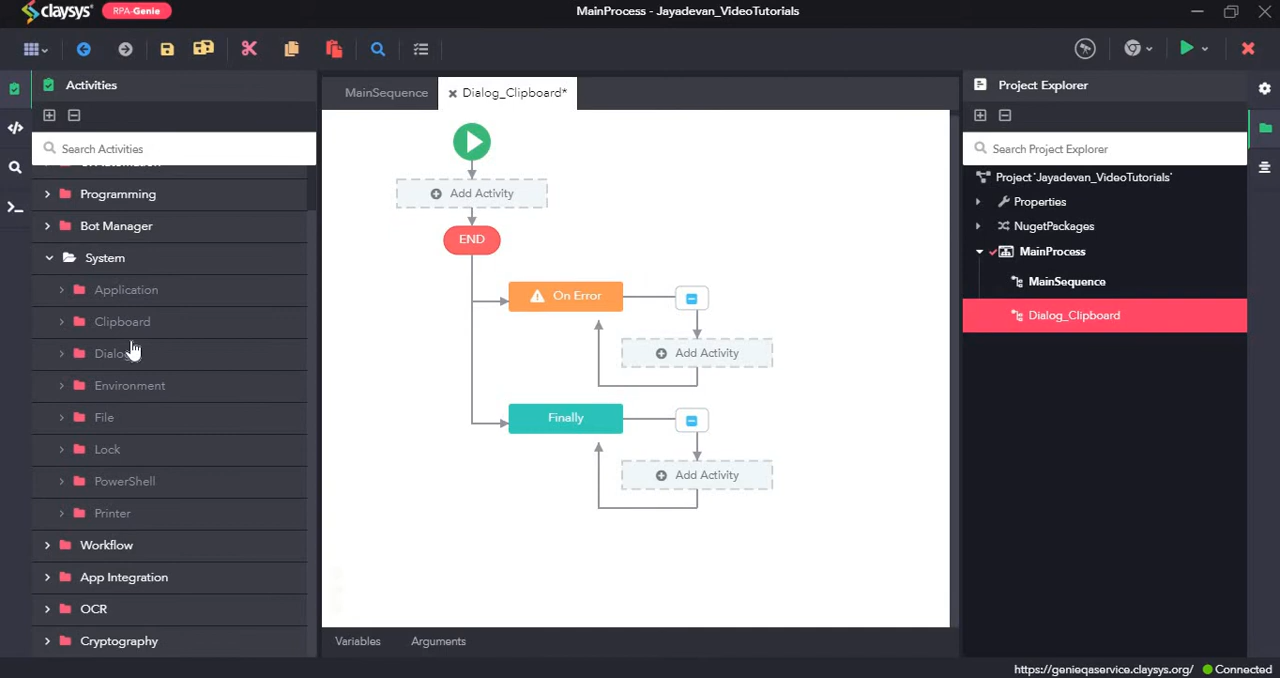 claysys RPA-Genie
MainProcess - Jayadevan_VideoTutorials
Activities
Search Activities
Programming
Bot Manager
System
Application
Clipboard
Environment
File
Lock
PowerShell
Printer
Workflow
App Integration
OCR
Cryptography
MainSequence
Dialog_Clipboard*
Add Activity
END
On Error
Add Activity
Finally
Add Activity
Variables
Arguments
Project Explorer
Search Project Explorer
Project 'Jayadevan_VideoTutorials'
Properties
NugetPackages
MainProcess
MainSequence
Dialog_Clipboard
https://genieqaservice.claysys.org/
Connected